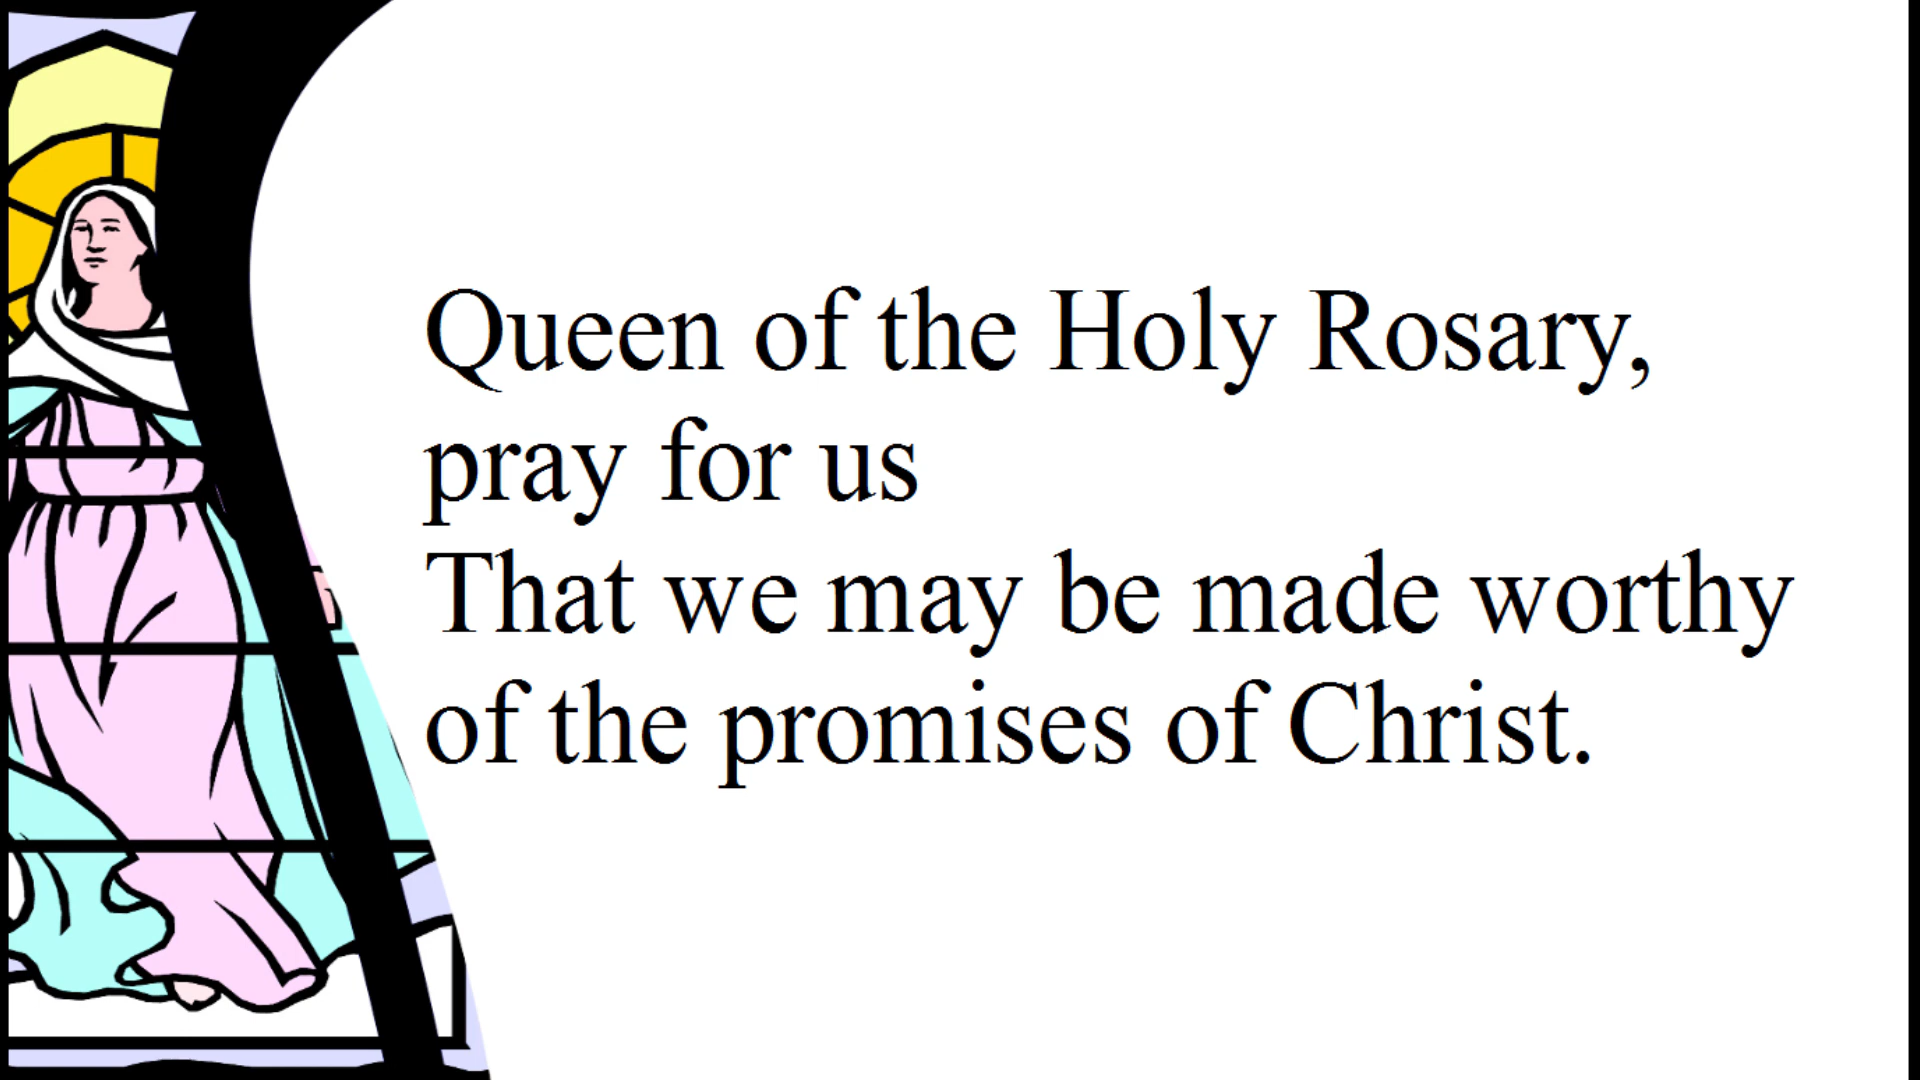 Queen of the Holy Rosary,
pray for us
That we may be made worthy
of the promises of Christ.